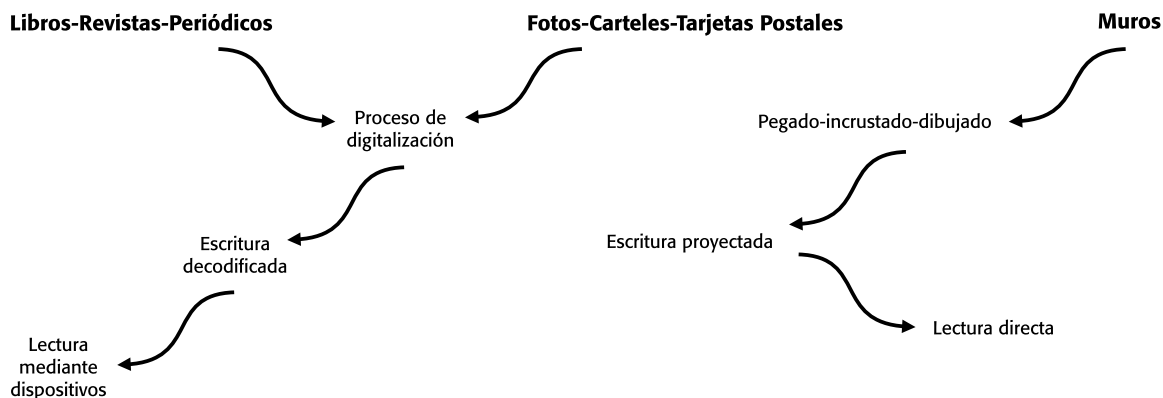 Libros-Revistas-Periódicos
Fotos-Carteles-Tarjetas Postales
Muros
Proceso de
digitalización
Pegado-incrustado-dibujado
Escritura
decodificada
Escritura proyectada
Lectura
mediante
dispositivos
Lectura directa